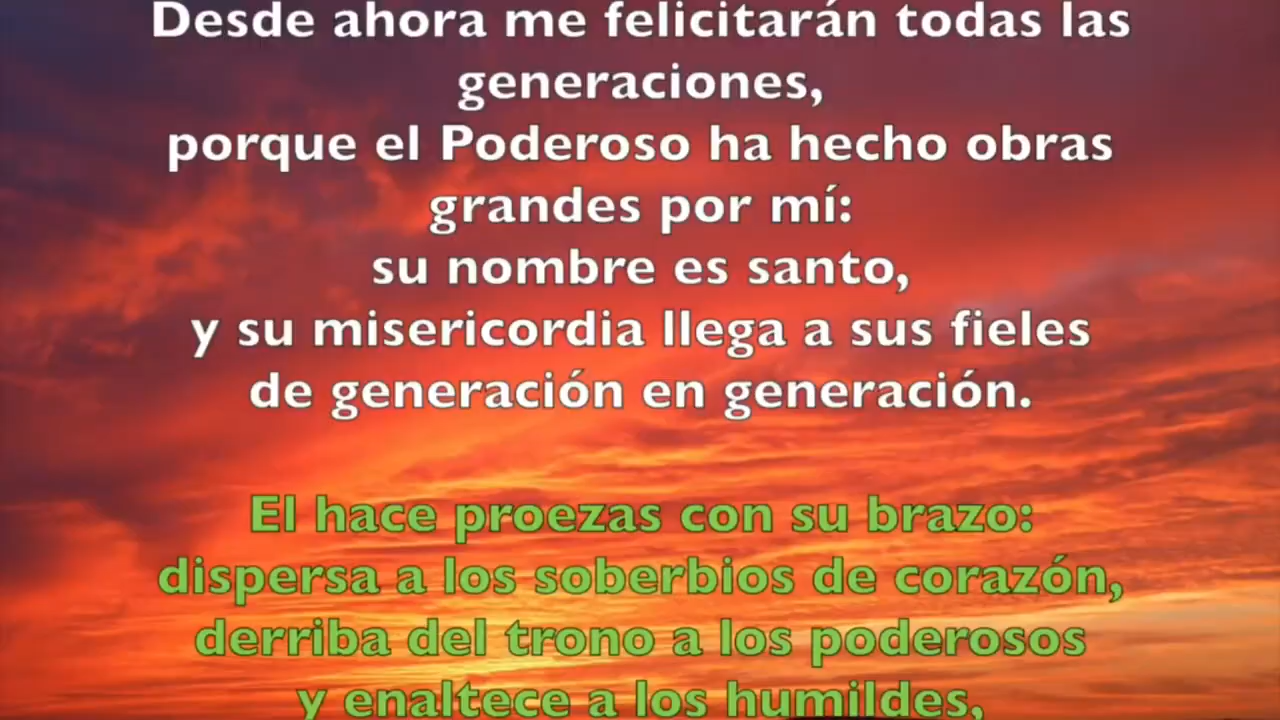 Desde ahora me felicitarán todas las
generaciones,
porque el Poderoso ha hecho obras
grandes por mí:
su nombre es santo,
y su misericordia llega a sus fieles
de generación en generación.
El hace proezas con su brazo:
dispersa a los soberbios de corazón,
derriba del trono a los poderosos
y enaltece a los humildes,